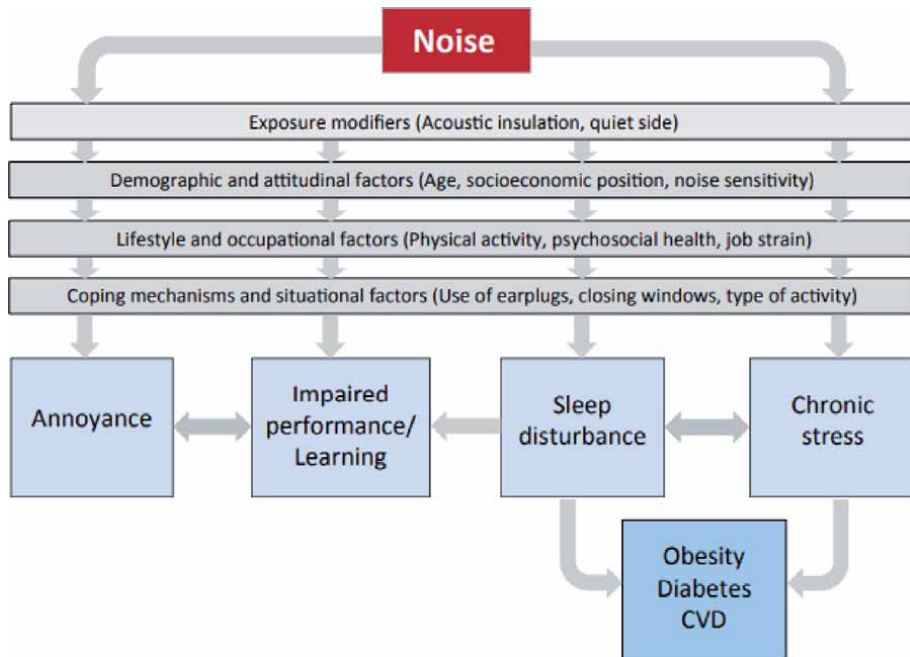 Noise
Exposure modifiers (Acoustic insulation, quiet side)
Demographic and attitudinal factors (Age, socioeconomic position, noise sensitivity)
Lifestyle and occupational factors (Physical activity, psychosocial health, job strain)
Coping mechanisms and situational factors (Use of earplugs, closing windows, type of activity)
Annoyance
Impaired
performance/
Learning
Sleep
disturbance
Chronic
stress
Obesity
Diabetes
CVD